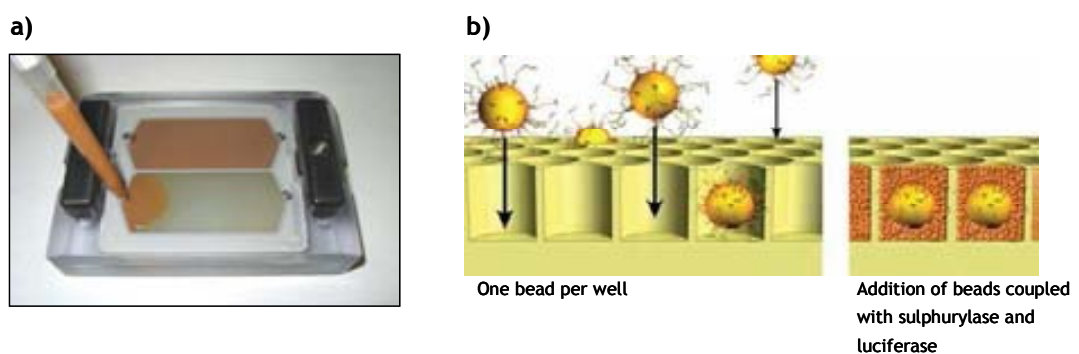 a)
b)
One bead per well
Addition of beads coupled
with sulphurylase and
luciferase